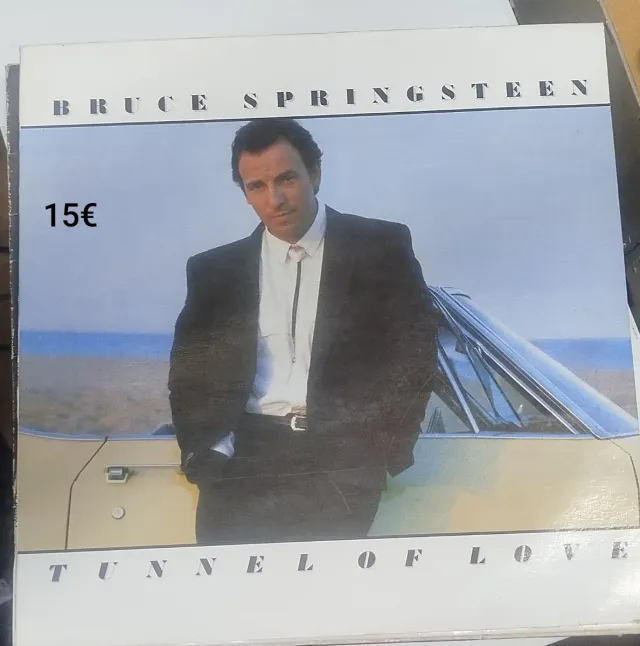 BRUCE SPRINGSTEEN
15€
TUNNEL OF LOVE